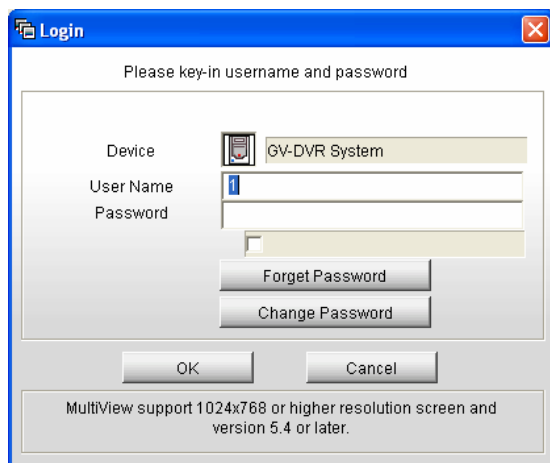 Login
Please key-in username and password
Device GV-DVR System
User Name 1
Password
Forget Password
Change Password
OK Cancel
MultiView support 1024x768 or higher resolution screen and
version 5.4 or later.